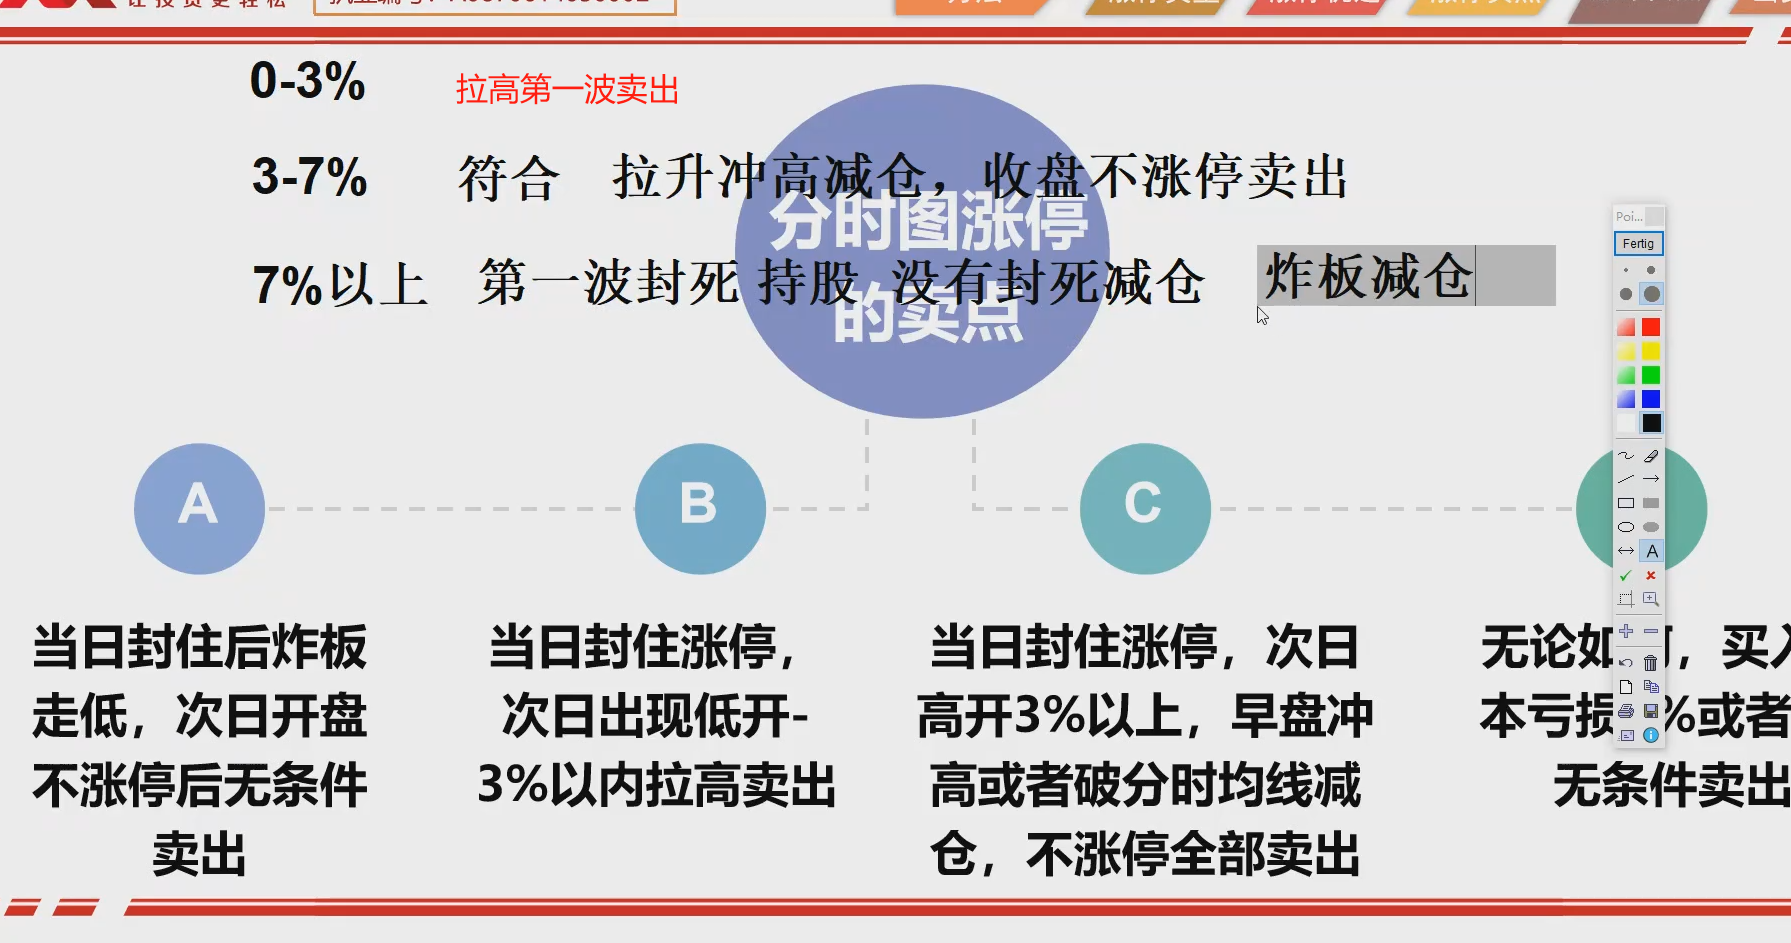 让投资更轻松
0-3%
拉高第一波卖出
3-7%
符合 拉升冲高减仓，收盘不涨停卖出
7%以上 第一波封死 持股 没有封死减仓
炸板减仓
分时图涨停
的卖点
A
B
C
当日封住后炸板
走低，次日开盘
不涨停后无条件
卖出
当日封住涨停，
次日出现低开-
3%以内拉高卖出
当日封住涨停，次日
高开3%以上，早盘冲
高或者破分时均线减
仓，不涨停全部卖出
无论如 ，买入
本亏损 %或者
无条件卖出
Poi...
Fertig
A